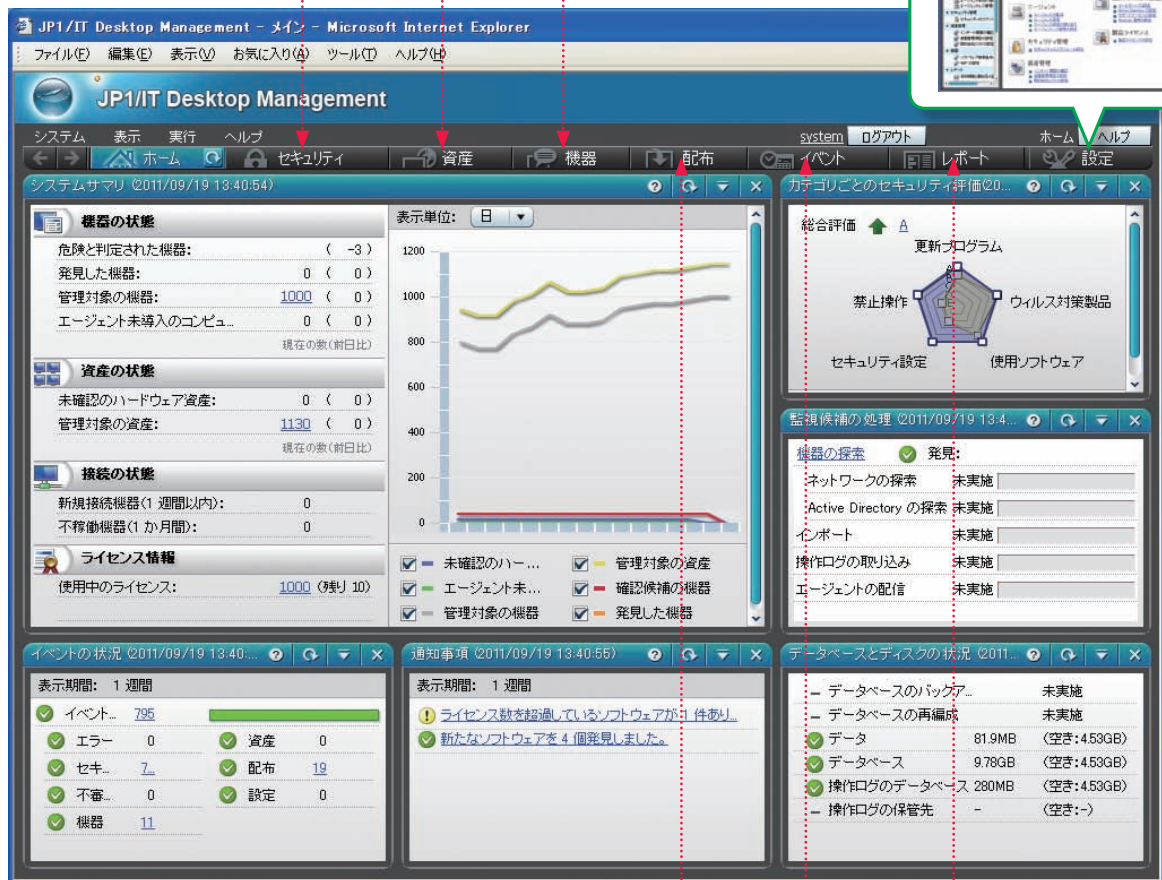 JP1/IT Desktop Management - メイン - Microsoft Internet Explorer
ファイル(F) 編集(E) 表示(V) お気に入り(A) ツール(T) ヘルプ(H)
JP1/IT Desktop Management
システム 表示 実行 ヘルプ system ログアウト ホーム ヘルプ
ホーム セキュリティ 資産 機器 配布 イベント レポート 設定
システムサマリ (2011/09/19 13:40:54)
機器の状態
危険と判定された機器: ( -3 )
発見した機器: 0 ( 0 )
管理対象の機器: 1000 ( 0 )
エージェント未導入のコンピュ... 0 ( 0 )
現在の数(前日比)
資産の状態
未確認のハードウェア資産: 0 ( 0 )
管理対象の資産: 1130 ( 0 )
現在の数(前日比)
接続の状態
新規接続機器(1 週間以内): 0
不稼働機器(1 か月間): 0
ライセンス情報
使用中のライセンス: 1000 (残り 10)
表示単位: 日
1200
1000
800
600
400
200
0
未確認のハー... 管理対象の資産
エージェント未... 確認候補の機器
管理対象の機器 発見した機器
カテゴリごとのセキュリティ評価(20...
総合評価 A
更新プログラム
禁止操作 ウィルス対策製品
セキュリティ設定 使用ソフトウェア
監視候補の処理 (2011/09/19 13:4...
機器の探索 発見:
ネットワークの探索 未実施
Active Directory の探索 未実施
インポート 未実施
操作ログの取り込み 未実施
エージェントの配信 未実施
イベントの状況 (2011/09/19 13:40:...
表示期間: 1 週間
イベント... 795
エラー 0 資産 0
セキ... 7... 配布 19
不審... 0 設定 0
機器 11
通知事項 (2011/09/19 13:40:55)
表示期間: 1 週間
ライセンス数を超過しているソフトウェアが 1 件あり...
新たなソフトウェアを 4 個発見しました。
データベースとディスクの状況 (2011...
データベースのバックア... 未実施
データベースの再編成 未実施
データ 81.9MB (空き:4.53GB)
データベース 9.78GB (空き:4.53GB)
操作ログのデータベース 280MB (空き:4.53GB)
操作ログの保管先 - (空き:-)